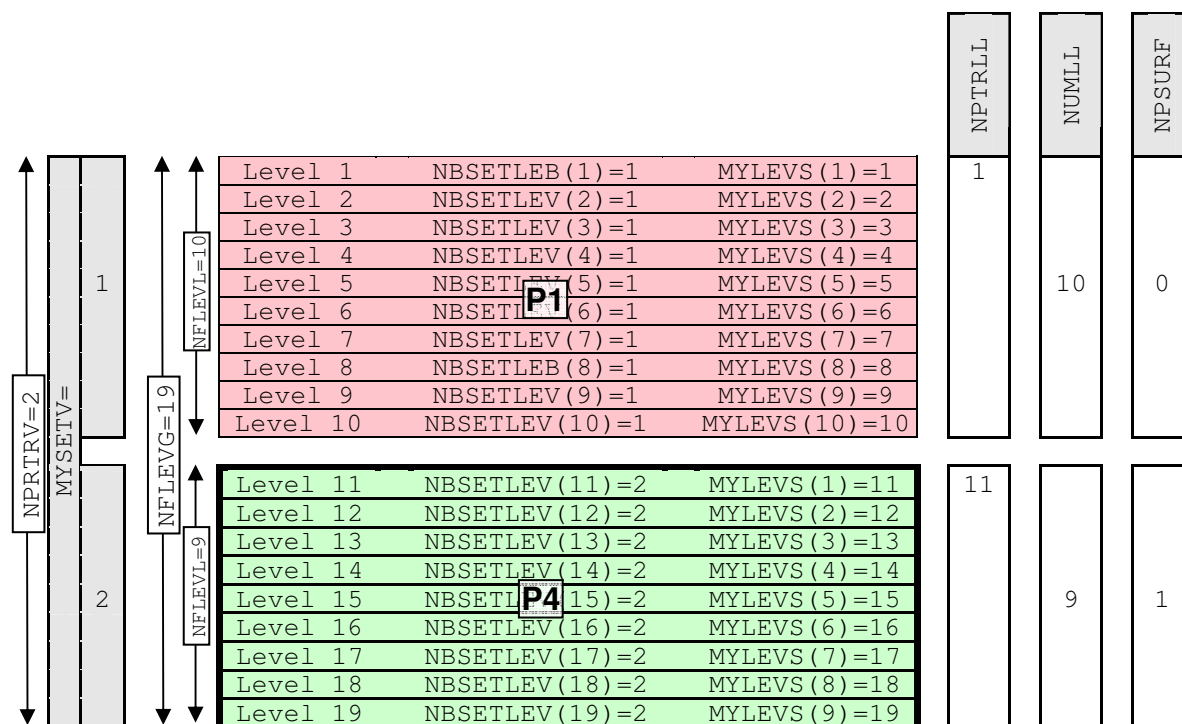 NPTRLL NUMLL NPSURF
NPRTRV=2
MYSETV=
1
2
NFLEVG=19
NFLEVL=10
NFLEVL=9
Level 1 NBSETLEB(1)=1 MYLEVS(1)=1
Level 2 NBSETLEV(2)=1 MYLEVS(2)=2
Level 3 NBSETLEV(3)=1 MYLEVS(3)=3
Level 4 NBSETLEV(4)=1 MYLEVS(4)=4
Level 5 NBSETLEV(5)=1 MYLEVS(5)=5
P1
Level 6 (6)=1 MYLEVS(6)=6
Level 7 NBSETLEV(7)=1 MYLEVS(7)=7
Level 8 NBSETLEB(8)=1 MYLEVS(8)=8
Level 9 NBSETLEV(9)=1 MYLEVS(9)=9
Level 10 NBSETLEV(10)=1 MYLEVS(10)=10
1 10 0
Level 11 NBSETLEV(11)=2 MYLEVS(1)=11
Level 12 NBSETLEV(12)=2 MYLEVS(2)=12
Level 13 NBSETLEV(13)=2 MYLEVS(3)=13
Level 14 NBSETLEV(14)=2 MYLEVS(4)=14
Level 15 15)=2 MYLEVS(5)=15
P4
Level 16 NBSETLEV(16)=2 MYLEVS(6)=16
Level 17 NBSETLEV(17)=2 MYLEVS(7)=17
Level 18 NBSETLEV(18)=2 MYLEVS(8)=18
Level 19 NBSETLEV(19)=2 MYLEVS(9)=19
11 9 1